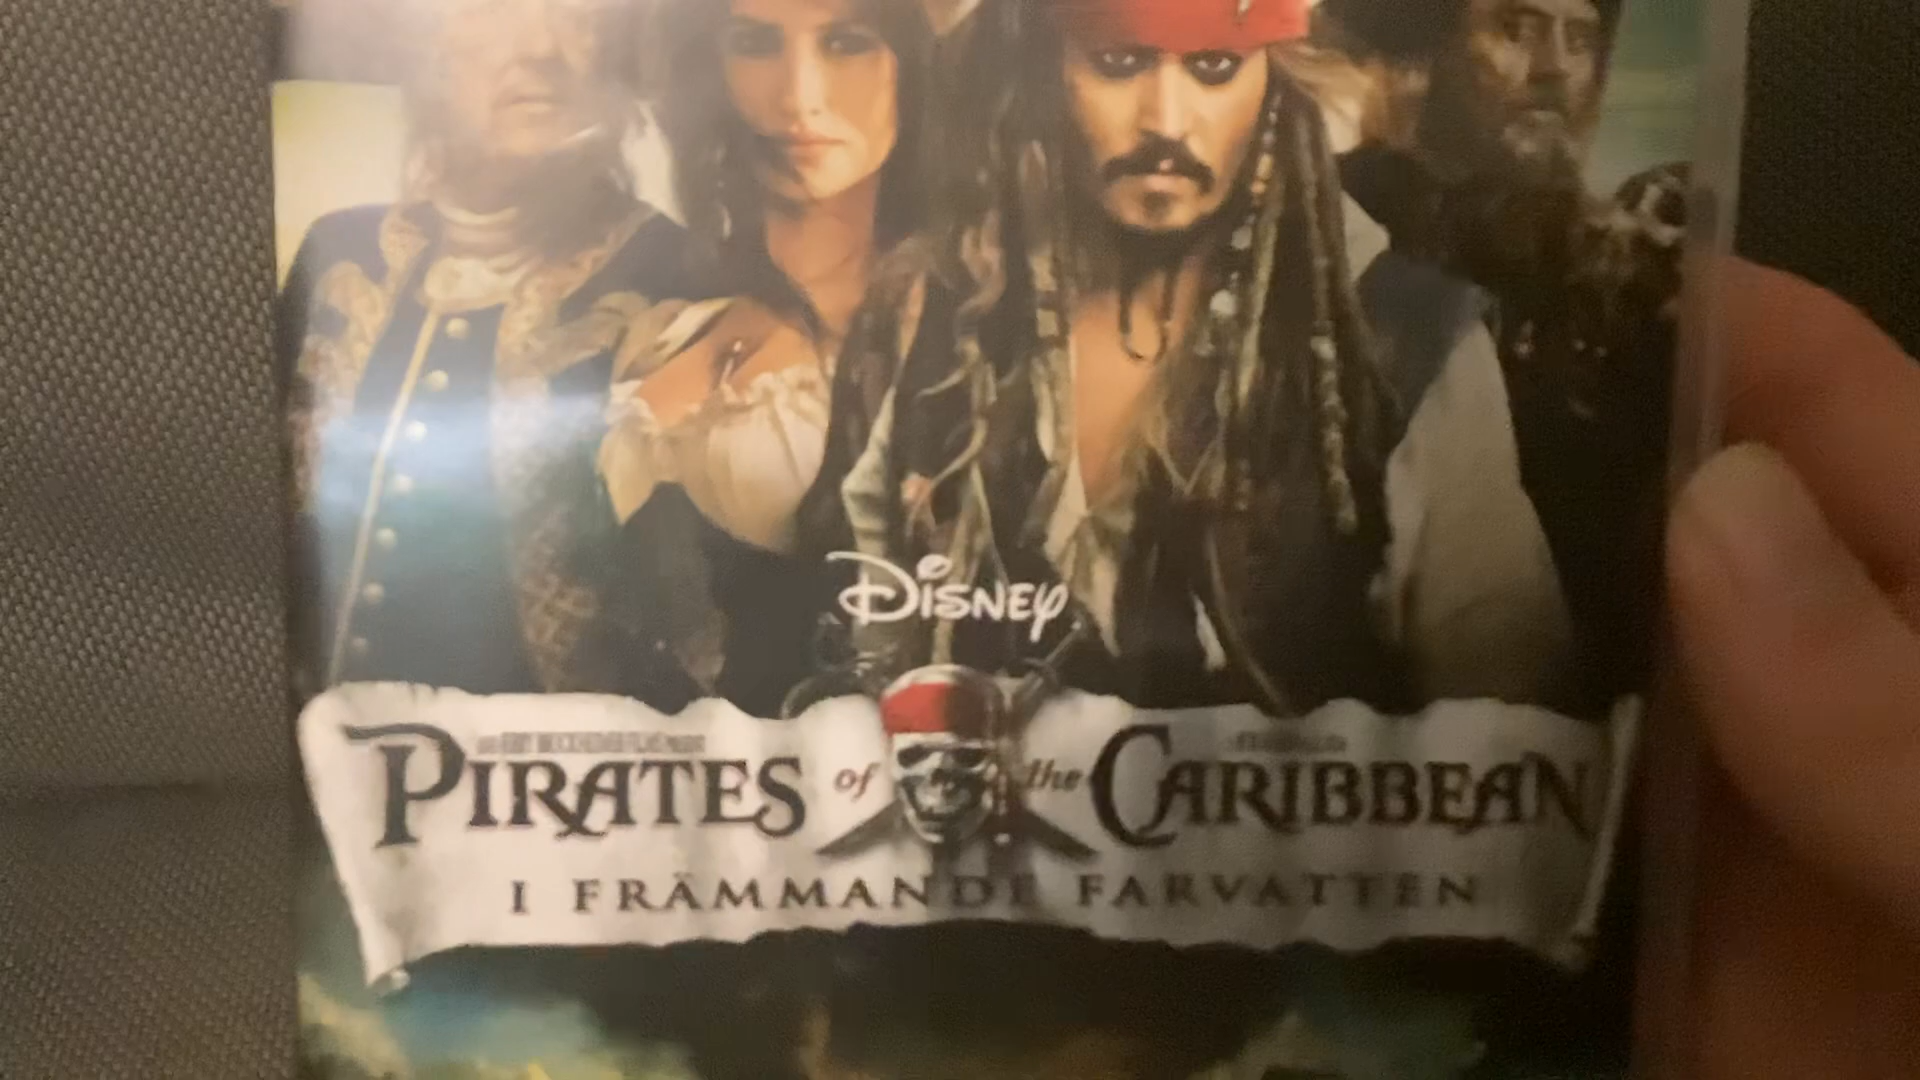 Disney
PIRATES of the CARIBBEAN
I FRÄMMANDE FARVATTEN